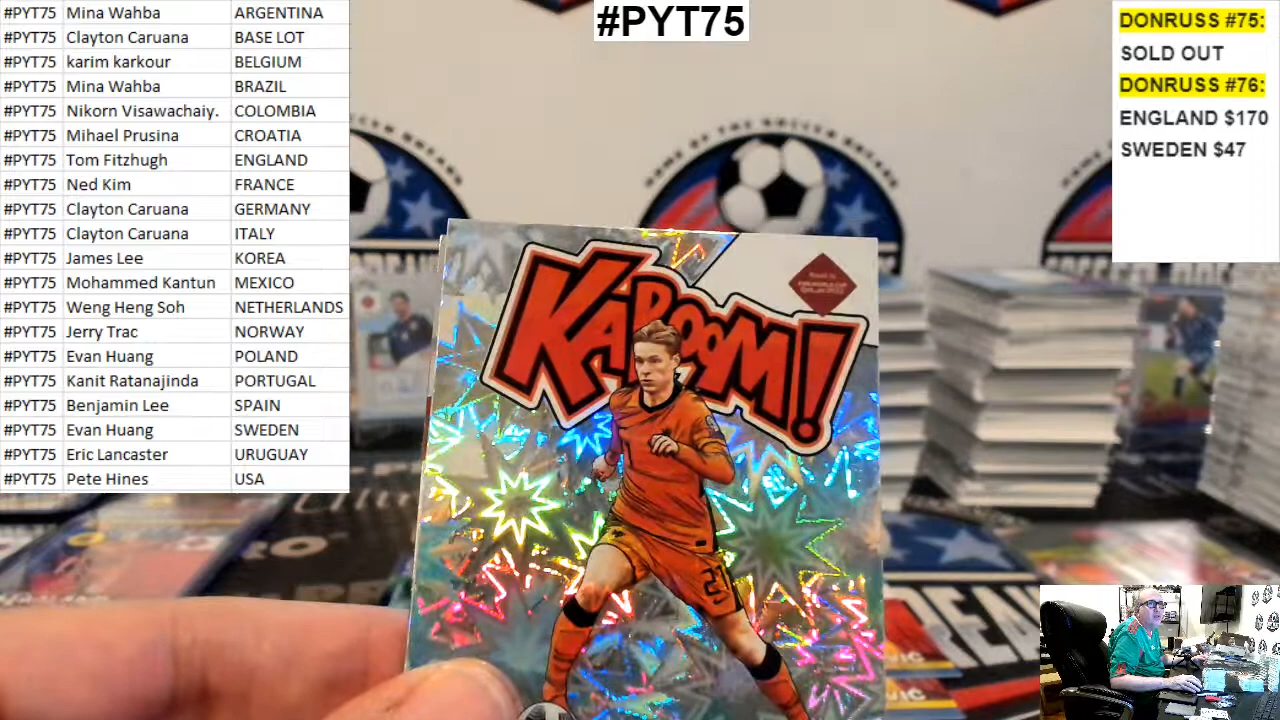 #PYT75 Mina Wahba ARGENTINA
#PYT75 Clayton Caruana BASE LOT
#PYT75 karim karkour BELGIUM
#PYT75 Mina Wahba BRAZIL
#PYT75 Nikorn Visawachaiy. COLOMBIA
#PYT75 Mihael Prusina CROATIA
#PYT75 Tom Fitzhugh ENGLAND
#PYT75 Ned Kim FRANCE
#PYT75 Clayton Caruana GERMANY
#PYT75 Clayton Caruana ITALY
#PYT75 James Lee KOREA
#PYT75 Mohammed Kantun MEXICO
#PYT75 Weng Heng Soh NETHERLANDS
#PYT75 Jerry Trac NORWAY
#PYT75 Evan Huang POLAND
#PYT75 Kanit Ratanajinda PORTUGAL
#PYT75 Benjamin Lee SPAIN
#PYT75 Evan Huang SWEDEN
#PYT75 Eric Lancaster URUGUAY
#PYT75 Pete Hines USA
#PYT75
DONRUSS #75:
SOLD OUT
DONRUSS #76:
ENGLAND $170
SWEDEN $47
KABOOM!
21